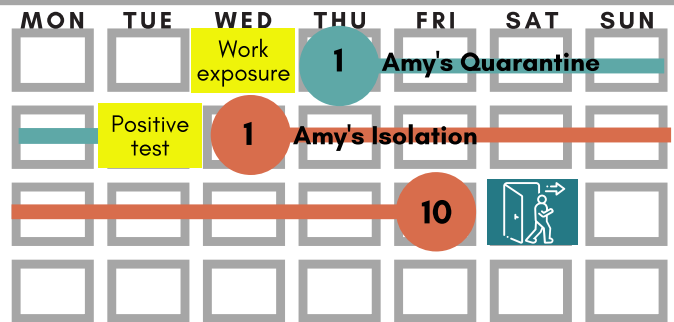 MON TUE WED THU FRI SAT SUN
Work
exposure
1
Amy's Quarantine
Positive
test
1
Amy's Isolation
10